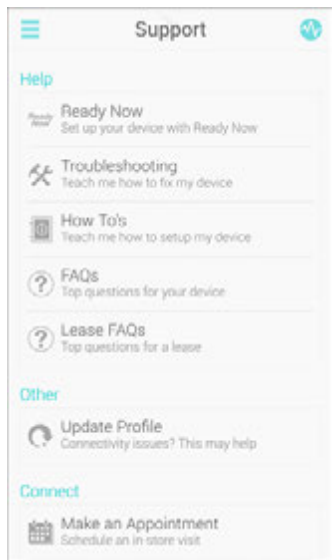 Support
Help
Ready Now
Ready Now
Set up your device with Ready Now
Troubleshooting
Teach me how to fix my device
How To's
Teach me how to setup my device
FAQs
Top questions for your device
Lease FAQs
Top questions for a lease
Other
Update Profile
Connectivity issues? This may help
Connect
Make an Appointment
Schedule an in-store visit